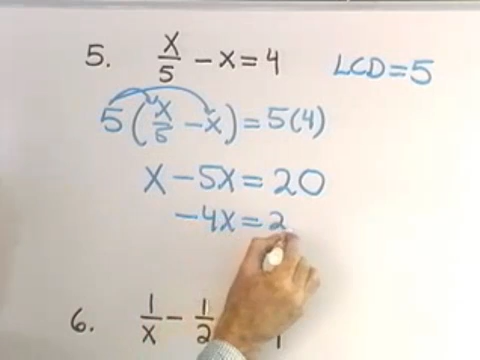 5. x/5 - x = 4 LCD = 5
5(x/5 - x) = 5(4)
x - 5x = 20
-4x = 2
6. 1/x - 1/2